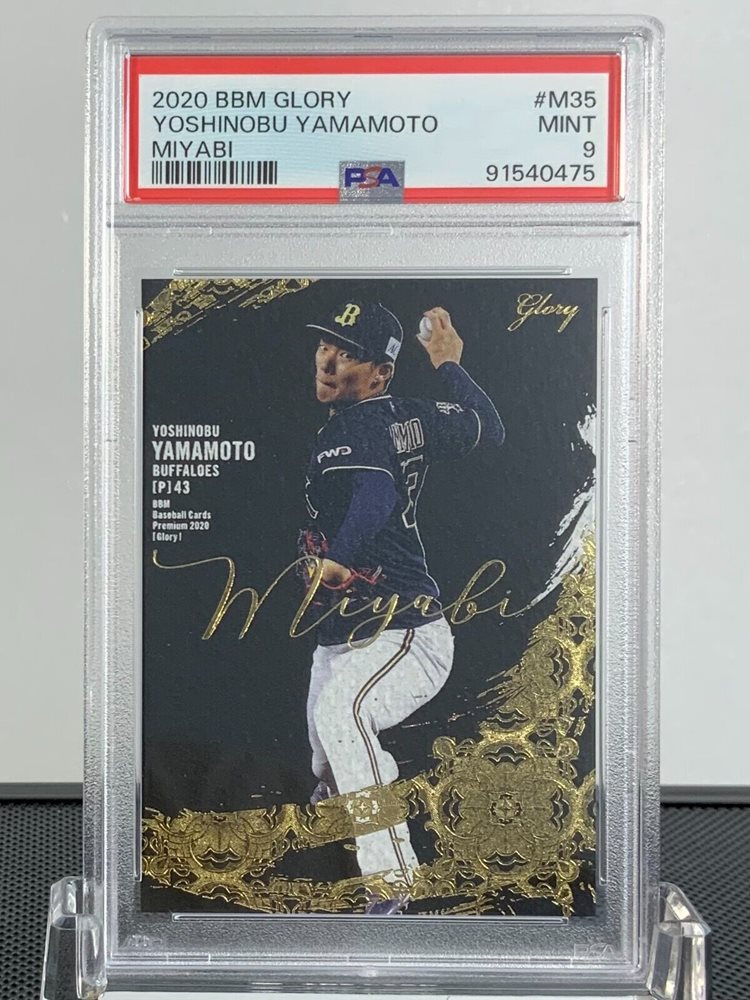 2020 BBM GLORY #M35
YOSHINOBU YAMAMOTO MINT
MIYABI 9
PSA 91540475
Glory
B
YOSHINOBU
YAMAMOTO
BUFFALOES
[P] 43
BBM
Baseball Cards
Premium 2020
[Glory]
FWD
Miyabi
PSA